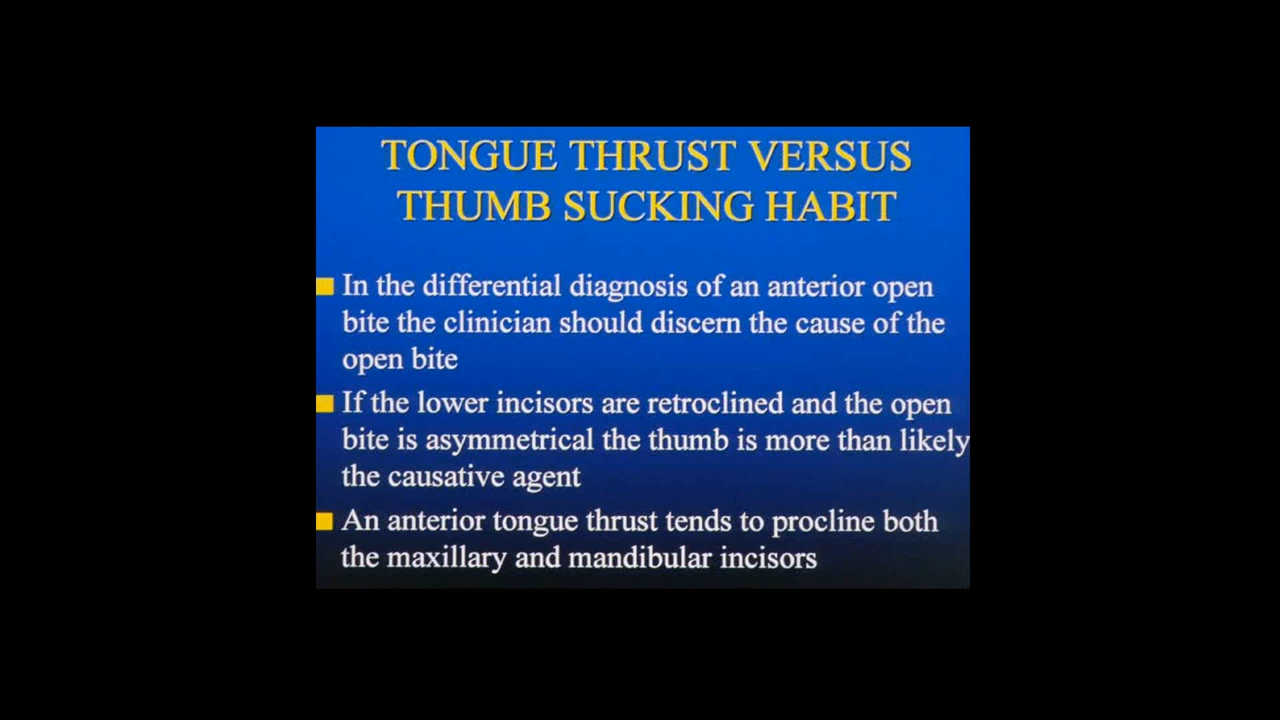 TONGUE THRUST VERSUS
THUMB SUCKING HABIT
In the differential diagnosis of an anterior open
bite the clinician should discern the cause of the
open bite
If the lower incisors are retroclined and the open
bite is asymmetrical the thumb is more than likely
the causative agent
An anterior tongue thrust tends to procline both
the maxillary and mandibular incisors